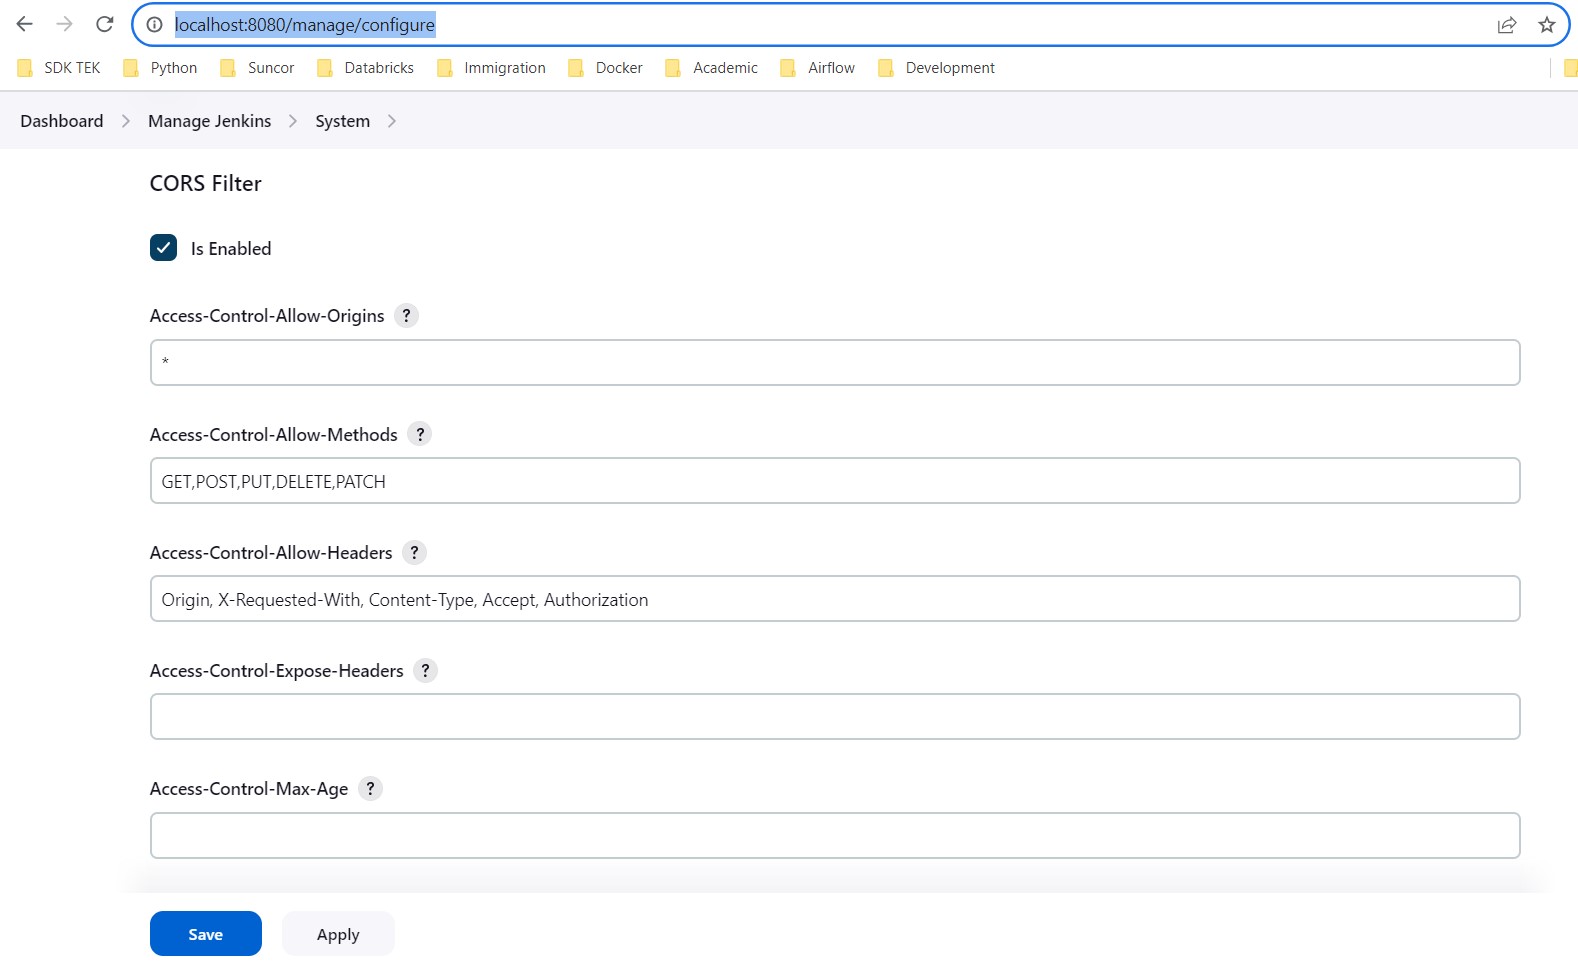 localhost:8080/manage/configure
SDK TEK Python Suncor Databricks Immigration Docker Academic Airflow Development
Dashboard Manage Jenkins System
CORS Filter
Is Enabled
Access-Control-Allow-Origins ?
*
Access-Control-Allow-Methods ?
GET,POST,PUT,DELETE,PATCH
Access-Control-Allow-Headers ?
Origin, X-Requested-With, Content-Type, Accept, Authorization
Access-Control-Expose-Headers ?
Access-Control-Max-Age ?
Save Apply